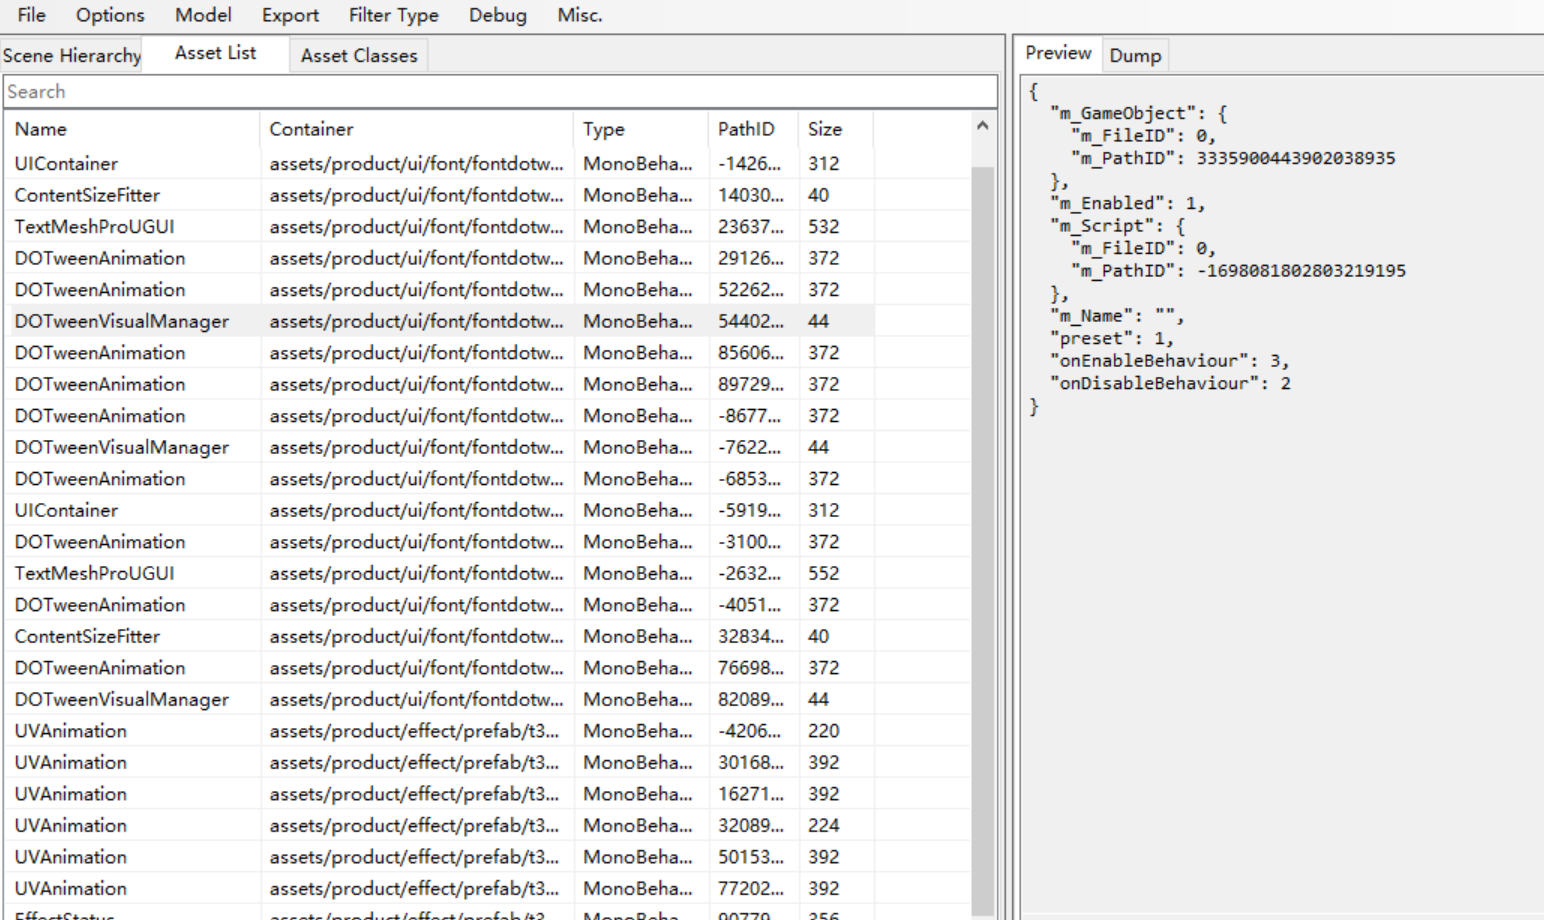 File Options Model Export Filter Type Debug Misc.
Scene Hierarchy Asset List Asset Classes
Search
Name Container Type PathID Size
UIContainer assets/product/ui/font/fontdotw... MonoBeha... -1426... 312
ContentSizeFitter assets/product/ui/font/fontdotw... MonoBeha... 14030... 40
TextMeshProUGUI assets/product/ui/font/fontdotw... MonoBeha... 23637... 532
DOTweenAnimation assets/product/ui/font/fontdotw... MonoBeha... 29126... 372
DOTweenAnimation assets/product/ui/font/fontdotw... MonoBeha... 52262... 372
DOTweenVisualManager assets/product/ui/font/fontdotw... MonoBeha... 54402... 44
DOTweenAnimation assets/product/ui/font/fontdotw... MonoBeha... 85606... 372
DOTweenAnimation assets/product/ui/font/fontdotw... MonoBeha... 89729... 372
DOTweenAnimation assets/product/ui/font/fontdotw... MonoBeha... -8677... 372
DOTweenVisualManager assets/product/ui/font/fontdotw... MonoBeha... -7622... 44
DOTweenAnimation assets/product/ui/font/fontdotw... MonoBeha... -6853... 372
UIContainer assets/product/ui/font/fontdotw... MonoBeha... -5919... 312
DOTweenAnimation assets/product/ui/font/fontdotw... MonoBeha... -3100... 372
TextMeshProUGUI assets/product/ui/font/fontdotw... MonoBeha... -2632... 552
DOTweenAnimation assets/product/ui/font/fontdotw... MonoBeha... -4051... 372
ContentSizeFitter assets/product/ui/font/fontdotw... MonoBeha... 32834... 40
DOTweenAnimation assets/product/ui/font/fontdotw... MonoBeha... 76698... 372
DOTweenVisualManager assets/product/ui/font/fontdotw... MonoBeha... 82089... 44
UVAnimation assets/product/effect/prefab/t3... MonoBeha... -4206... 220
UVAnimation assets/product/effect/prefab/t3... MonoBeha... 30168... 392
UVAnimation assets/product/effect/prefab/t3... MonoBeha... 16271... 392
UVAnimation assets/product/effect/prefab/t3... MonoBeha... 32089... 224
UVAnimation assets/product/effect/prefab/t3... MonoBeha... 50153... 392
UVAnimation assets/product/effect/prefab/t3... MonoBeha... 77202... 392
EffectStatus assets/product/effect/prefab/t3... MonoBeha... 90779... 356
Preview Dump
{
"m_GameObject": {
"m_FileID": 0,
"m_PathID": 3335900443902038935
},
"m_Enabled": 1,
"m_Script": {
"m_FileID": 0,
"m_PathID": -1698081802803219195
},
"m_Name": "",
"preset": 1,
"onEnableBehaviour": 3,
"onDisableBehaviour": 2
}